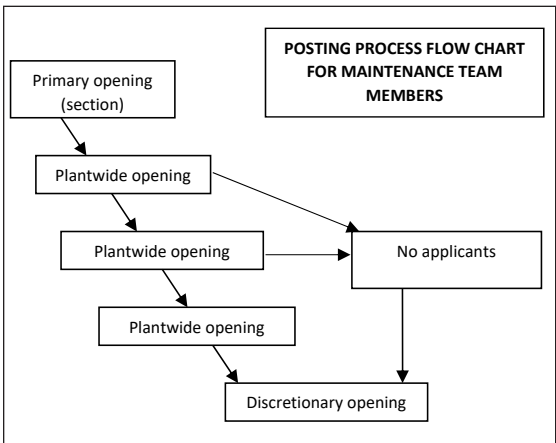 POSTING PROCESS FLOW CHART
FOR MAINTENANCE TEAM
MEMBERS
Primary opening
(section)
Plantwide opening
Plantwide opening
No applicants
Plantwide opening
Discretionary opening